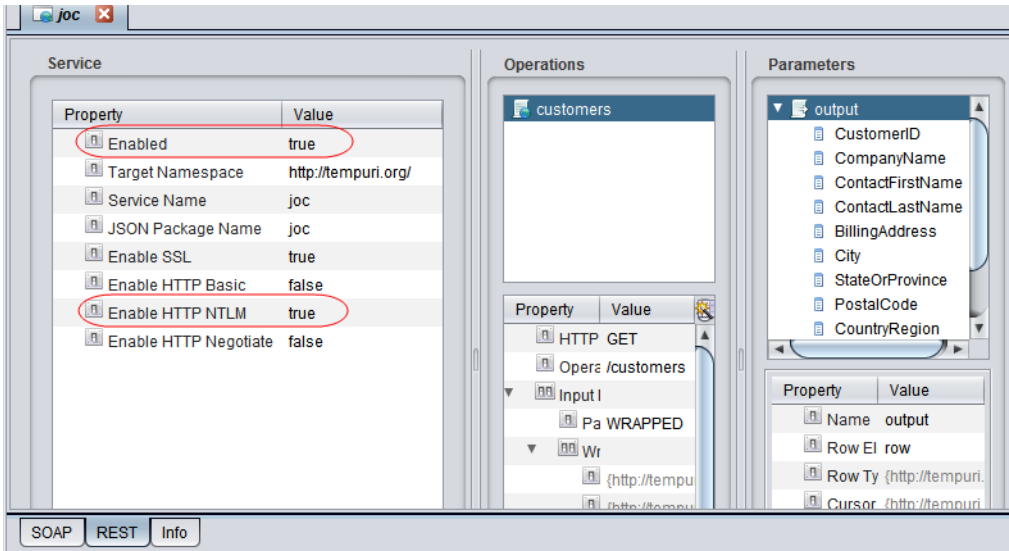 joc
Service
Property Value
Enabled true
Target Namespace http://tempuri.org/
Service Name joc
JSON Package Name joc
Enable SSL true
Enable HTTP Basic false
Enable HTTP NTLM true
Enable HTTP Negotiate false
Operations
customers
Property Value
HTTP GET
Opera /customers
Input I
Pa WRAPPED
Wr
{http://tempu
{http://tempu
Parameters
output
CustomerID
CompanyName
ContactFirstName
ContactLastName
BillingAddress
City
StateOrProvince
PostalCode
CountryRegion
Property Value
Name output
Row El row
Row Ty {http://tempuri.
Cursor {http://tempuri
SOAP REST Info